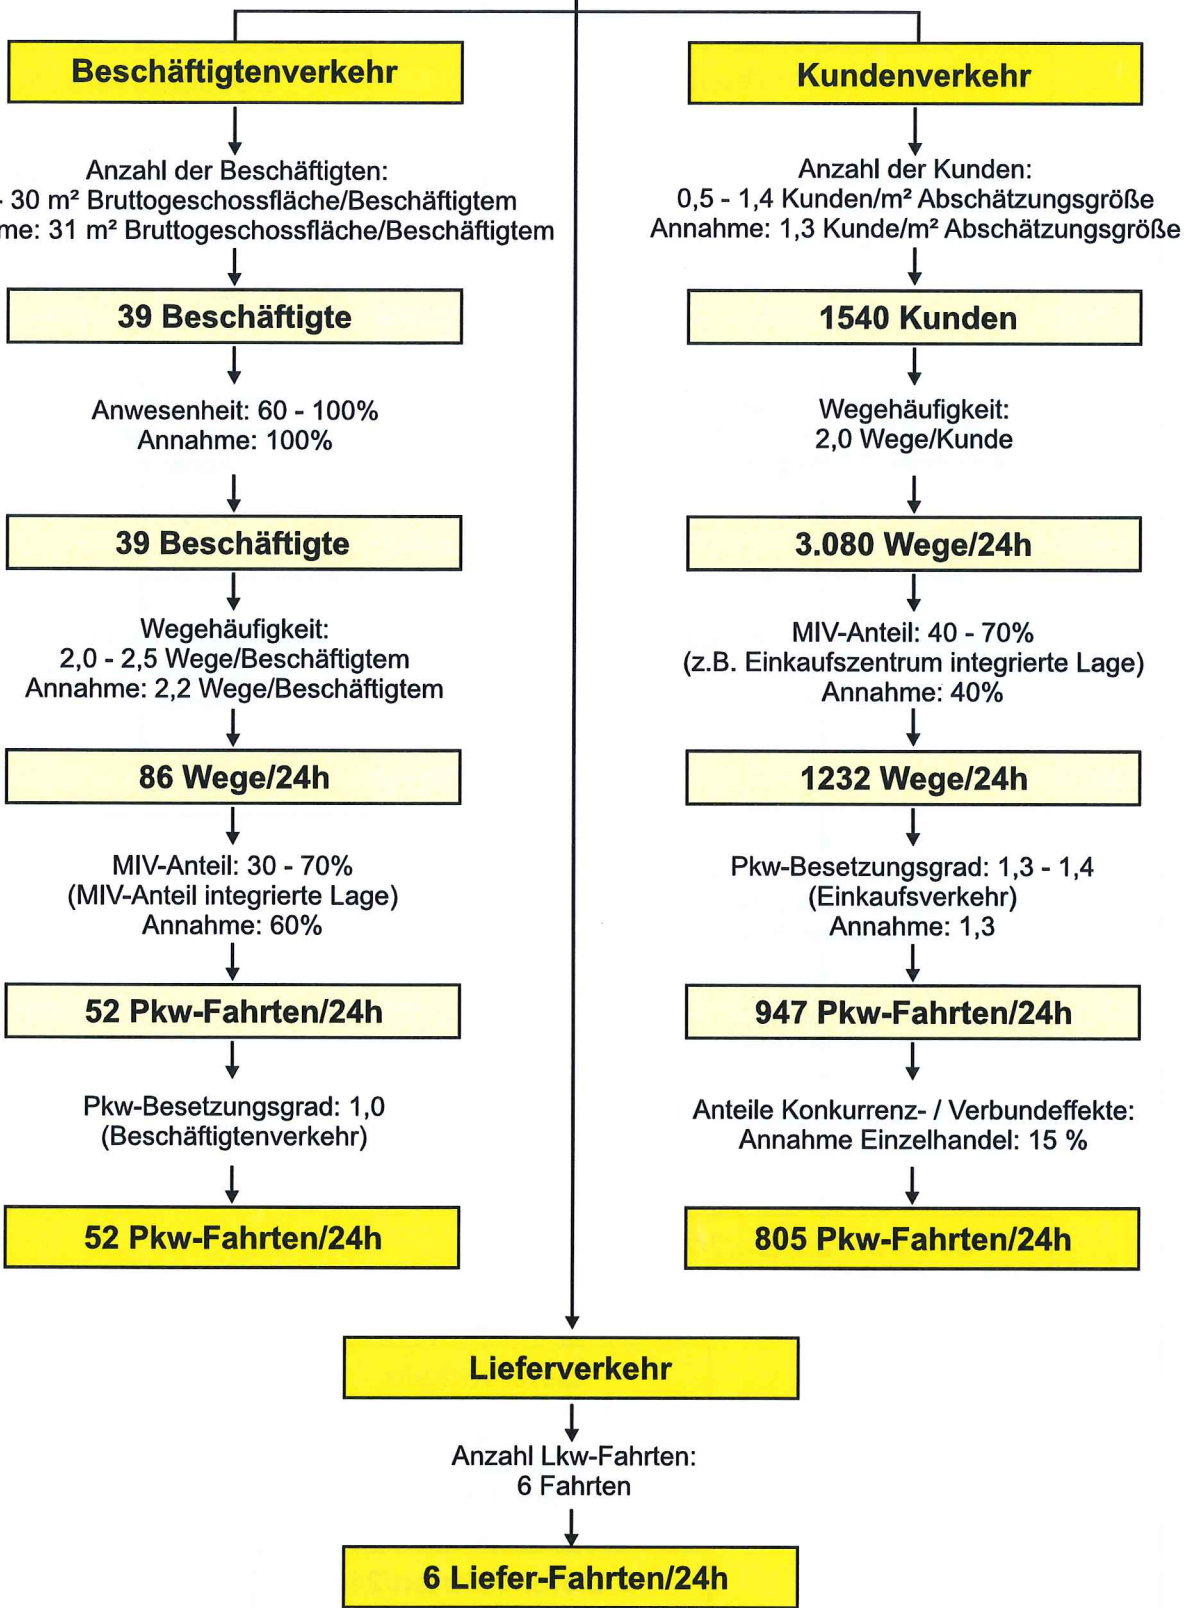 Beschäftigtenverkehr
Anzahl der Beschäftigten:
- 30 m² Bruttogeschossfläche/Beschäftigtem
me: 31 m² Bruttogeschossfläche/Beschäftigtem
39 Beschäftigte
Anwesenheit: 60 - 100%
Annahme: 100%
39 Beschäftigte
Wegehäufigkeit:
2,0 - 2,5 Wege/Beschäftigtem
Annahme: 2,2 Wege/Beschäftigtem
86 Wege/24h
MIV-Anteil: 30 - 70%
(MIV-Anteil integrierte Lage)
Annahme: 60%
52 Pkw-Fahrten/24h
Pkw-Besetzungsgrad: 1,0
(Beschäftigtenverkehr)
52 Pkw-Fahrten/24h
Kundenverkehr
Anzahl der Kunden:
0,5 - 1,4 Kunden/m² Abschätzungsgröße
Annahme: 1,3 Kunde/m² Abschätzungsgröße
1540 Kunden
Wegehäufigkeit:
2,0 Wege/Kunde
3.080 Wege/24h
MIV-Anteil: 40 - 70%
(z.B. Einkaufszentrum integrierte Lage)
Annahme: 40%
1232 Wege/24h
Pkw-Besetzungsgrad: 1,3 - 1,4
(Einkaufsverkehr)
Annahme: 1,3
947 Pkw-Fahrten/24h
Anteile Konkurrenz- / Verbundeffekte:
Annahme Einzelhandel: 15 %
805 Pkw-Fahrten/24h
Lieferverkehr
Anzahl Lkw-Fahrten:
6 Fahrten
6 Liefer-Fahrten/24h